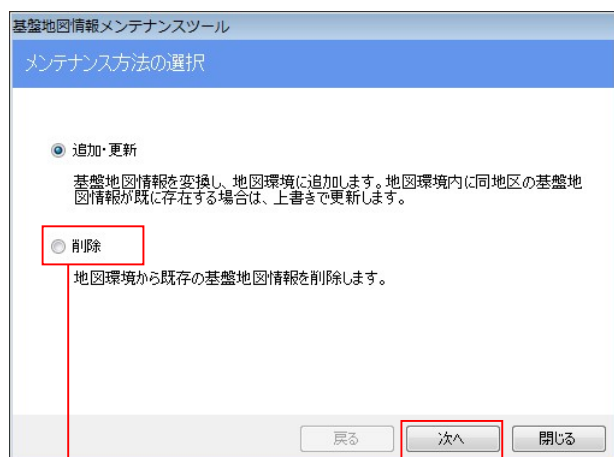 基盤地図情報メンテナンスツール
メンテナンス方法の選択
追加・更新
基盤地図情報を変換し、地図環境に追加します。地図環境内に同地区の基盤地
図情報が既に存在する場合は、上書きで更新します。
削除
地図環境から既存の基盤地図情報を削除します。
戻る 次へ 閉じる